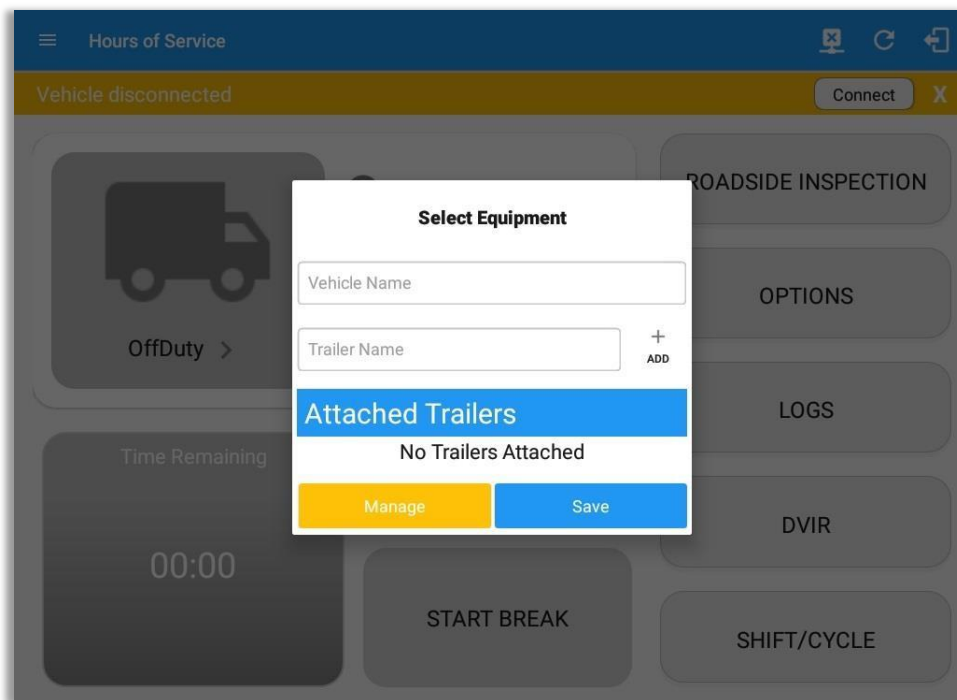 Hours of Service
Vehicle disconnected
Connect
X
ROADSIDE INSPECTION
Select Equipment
Vehicle Name
OPTIONS
Trailer Name
+
ADD
OffDuty >
Attached Trailers
LOGS
No Trailers Attached
Time Remaining
Manage
Save
DVIR
00:00
START BREAK
SHIFT/CYCLE